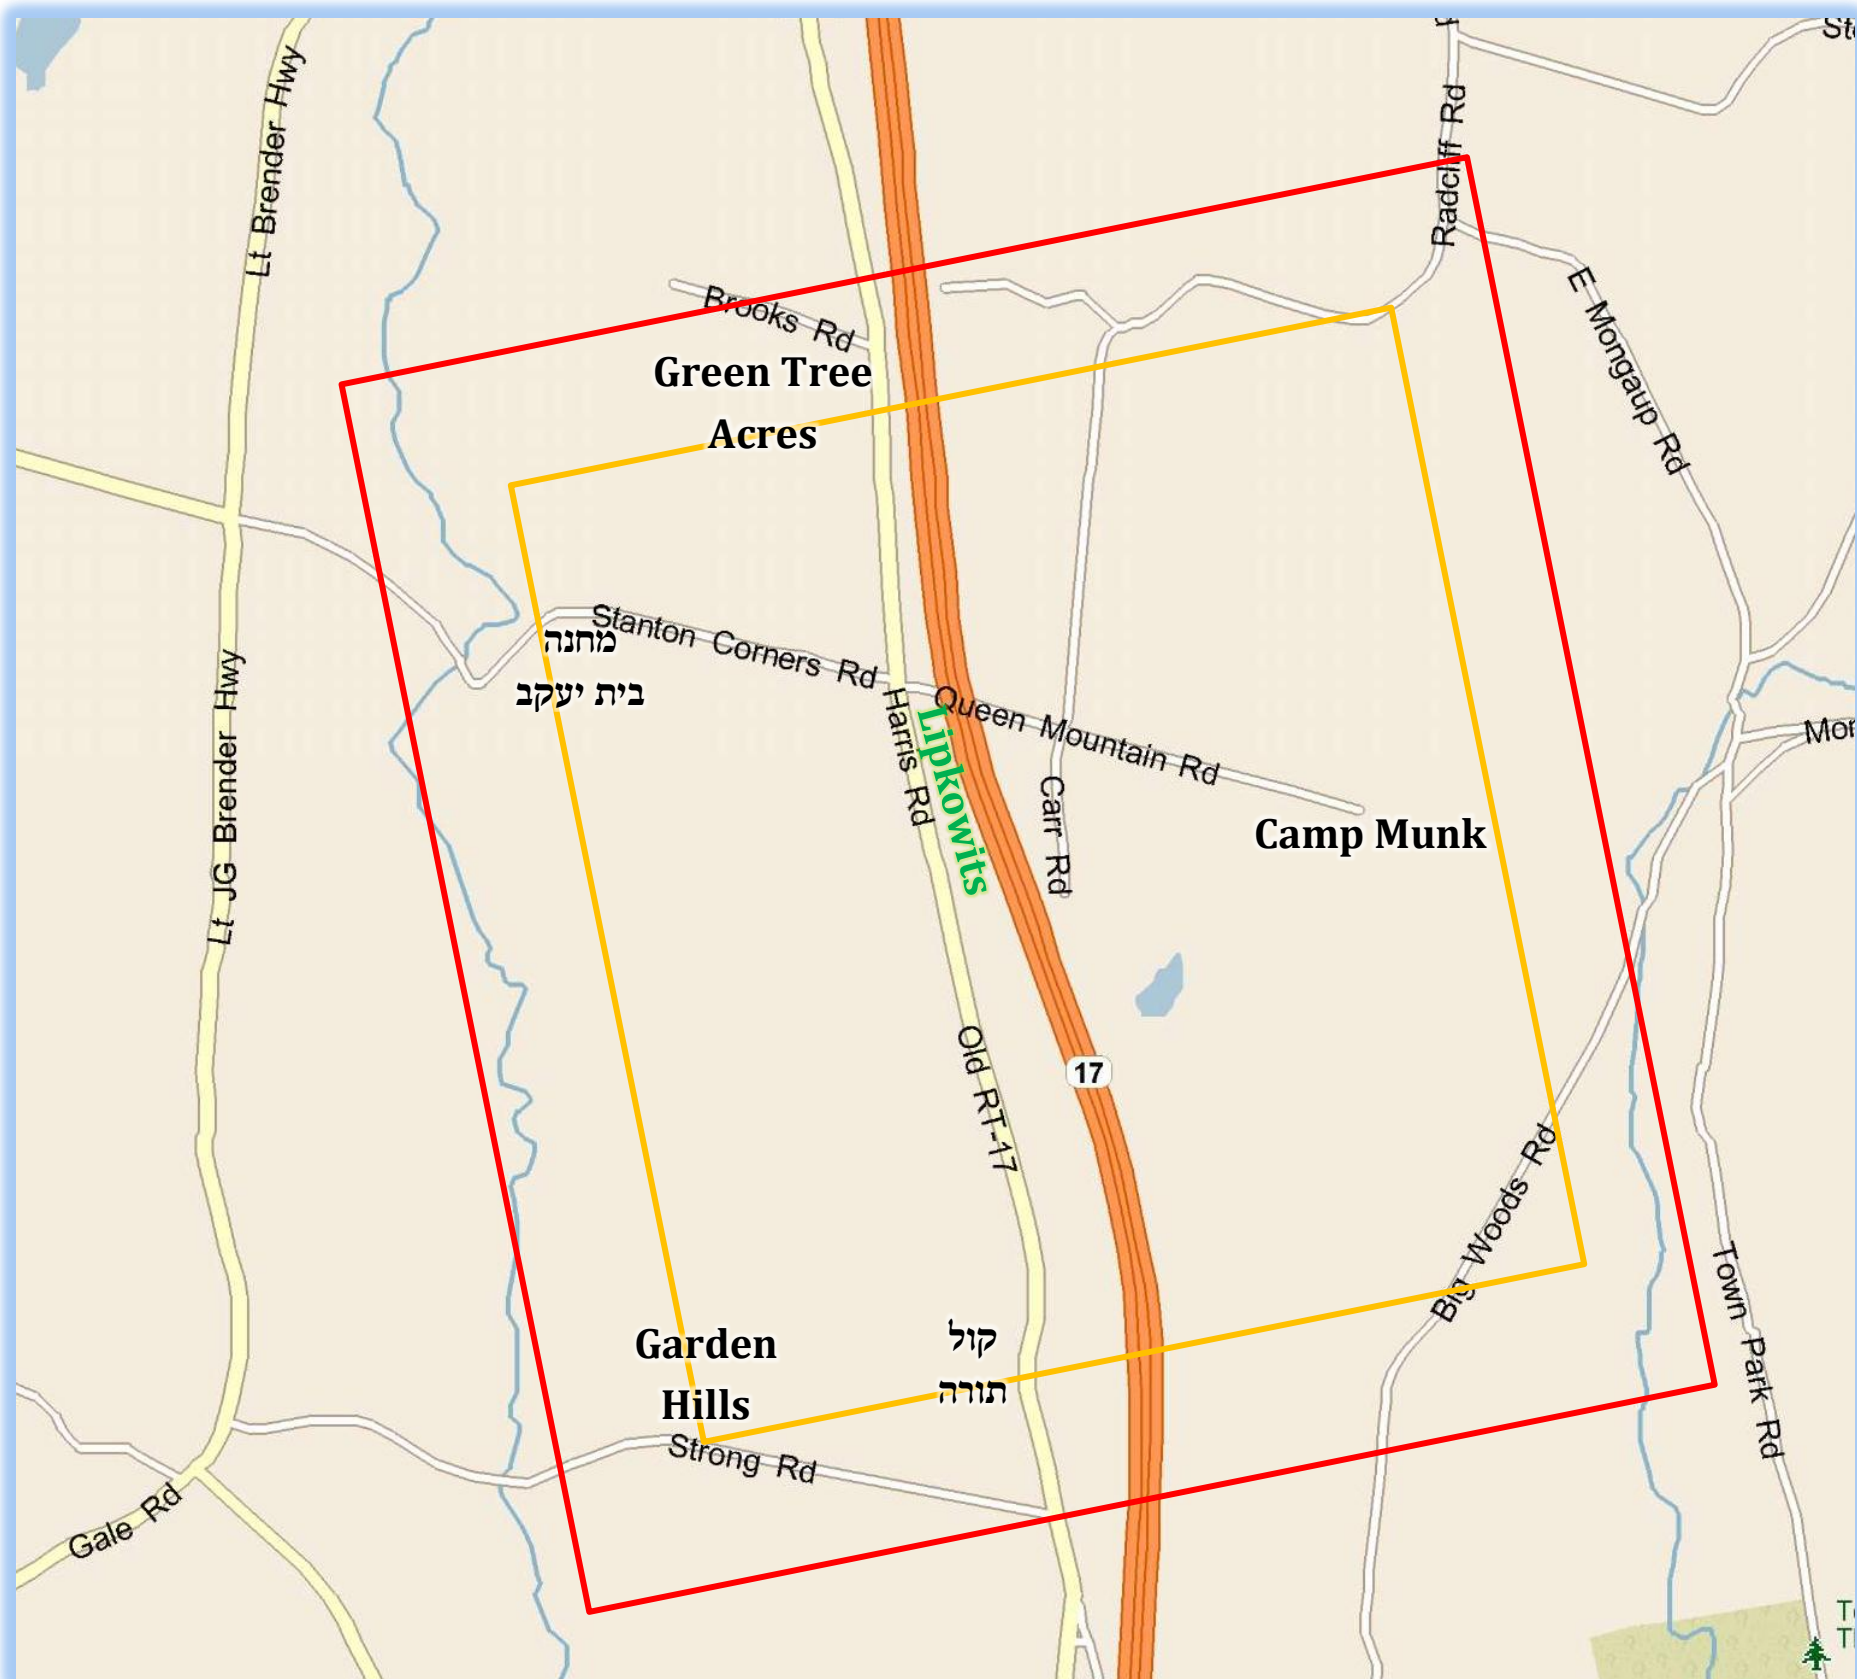 St
Lt Brender Hwy
Radcliff Rd
Brooks Rd
E Mongaup Rd
Green Tree
Acres
Stanton Corners Rd
מחנה
בית יעקב
Queen Mountain Rd
Harris Rd
Lipkowits
Mor
Lt JG Brender Hwy
Carr Rd
Camp Munk
Old RT-17
17
Big Woods Rd
Town Park Rd
Garden
Hills
קול
תורה
Strong Rd
Gale Rd
T
T